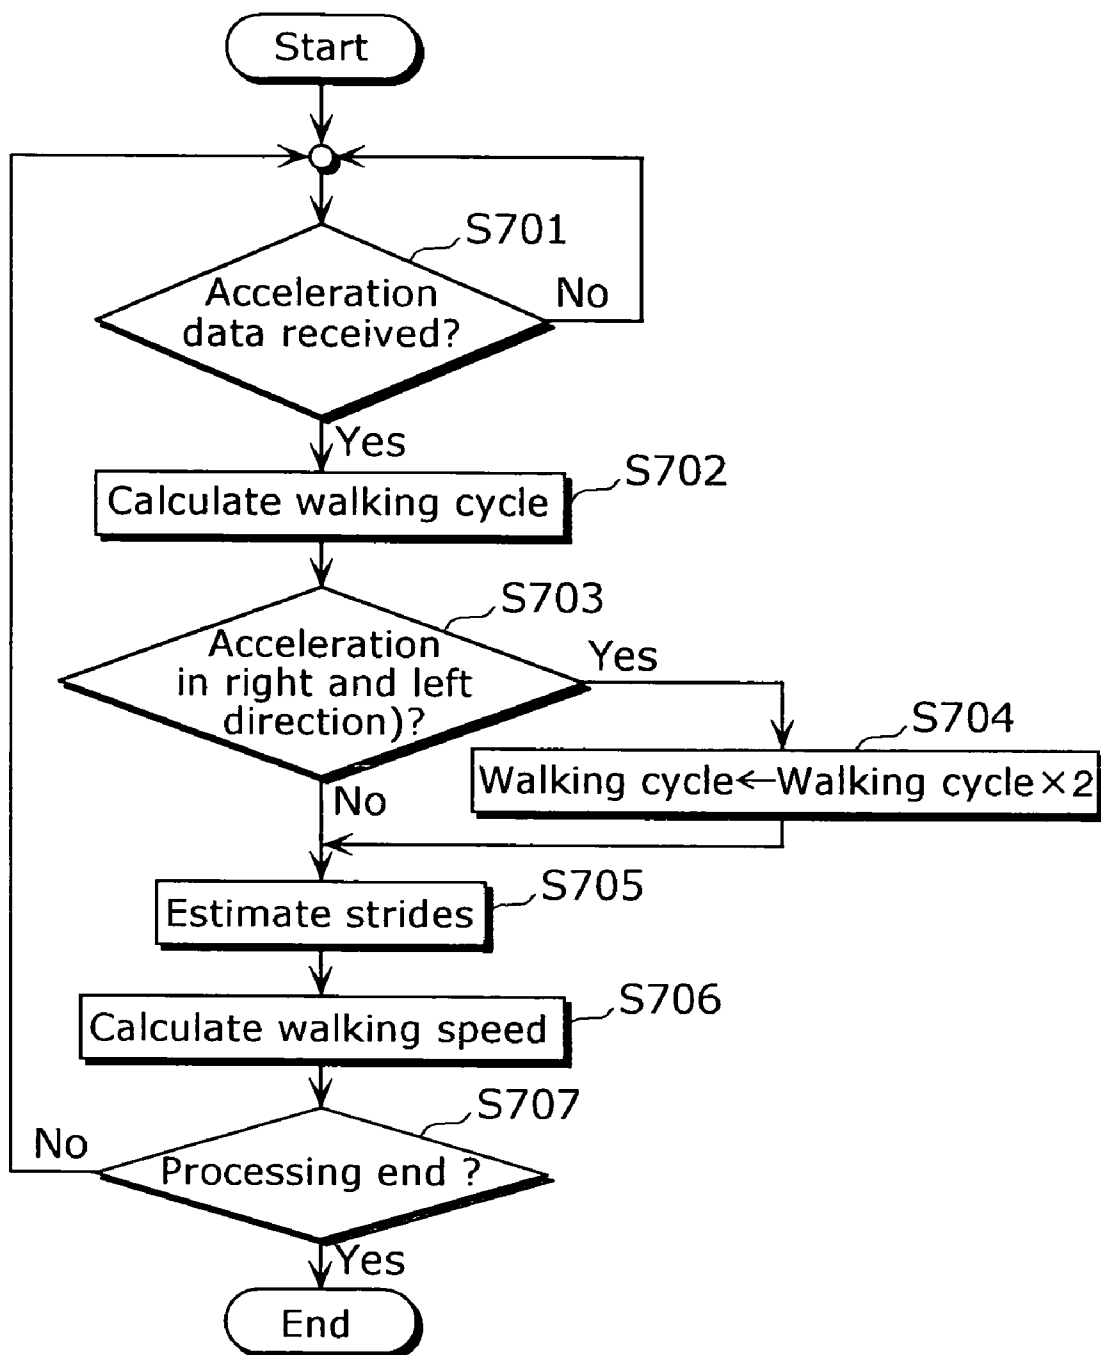 Start
S701
Acceleration
data received?
No
Yes
S702
Calculate walking cycle
S703
Acceleration
in right and left
direction)?
Yes
S704
Walking cycle←Walking cycle×2
No
S705
Estimate strides
S706
Calculate walking speed
S707
No
Processing end ?
Yes
End